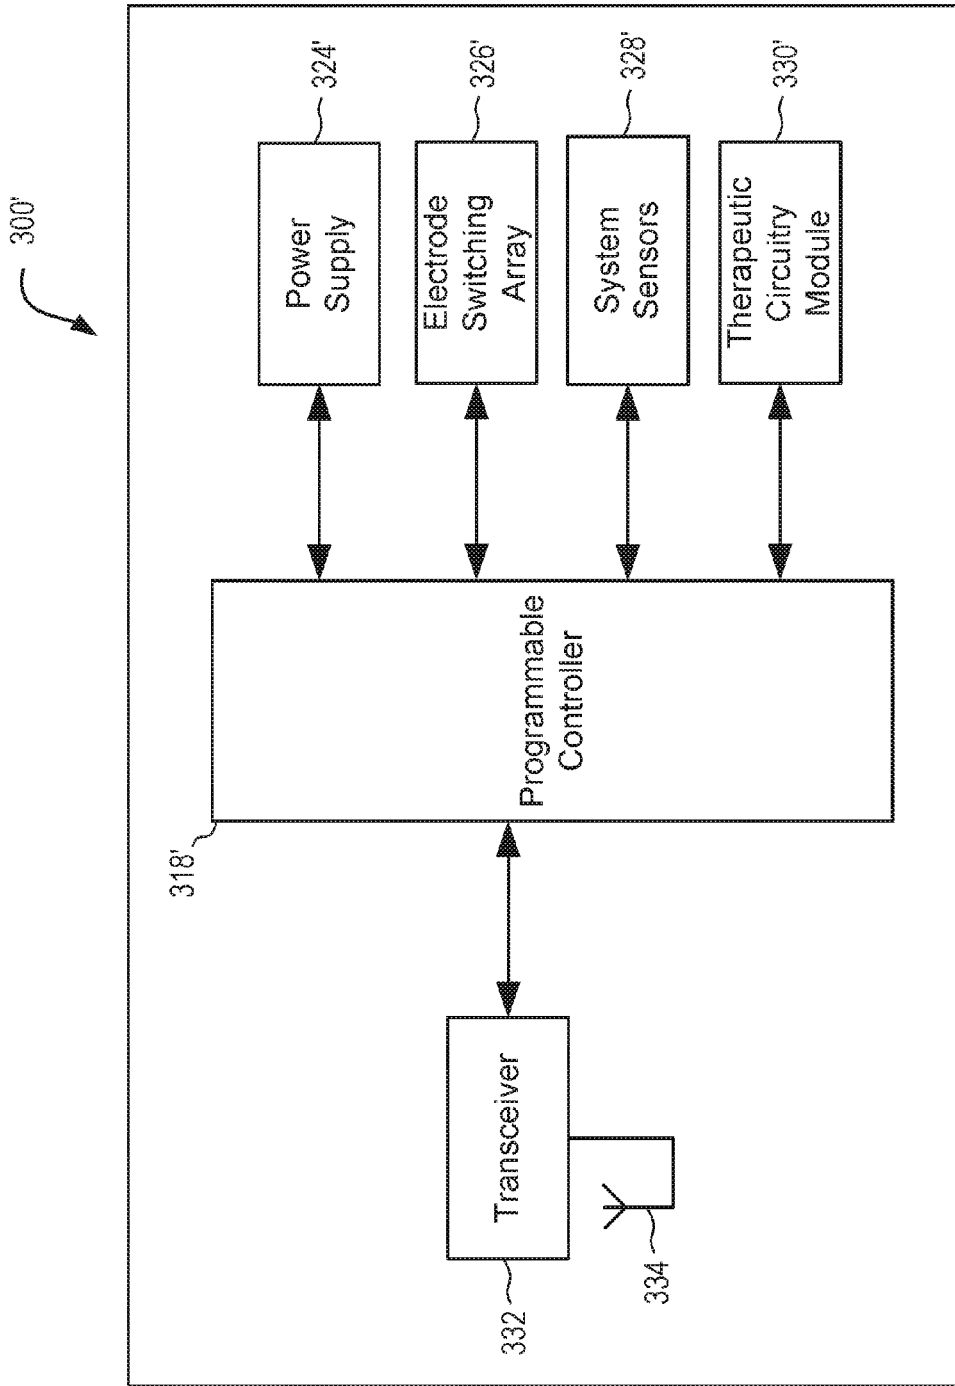 300'
324'
Power
Supply
326'
Electrode
Switching
Array
328'
System
Sensors
330'
Therapeutic
Circuitry
Module
318'
Programmable
Controller
Transceiver
332
334